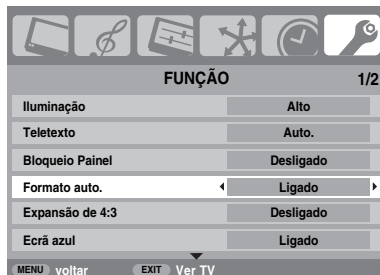 FUNÇÃO 1/2
Iluminação Alto
Teletexto Auto.
Bloqueio Painel Desligado
Formato auto. Ligado
Expansão de 4:3 Desligado
Ecrã azul Ligado
MENU voltar EXIT Ver TV